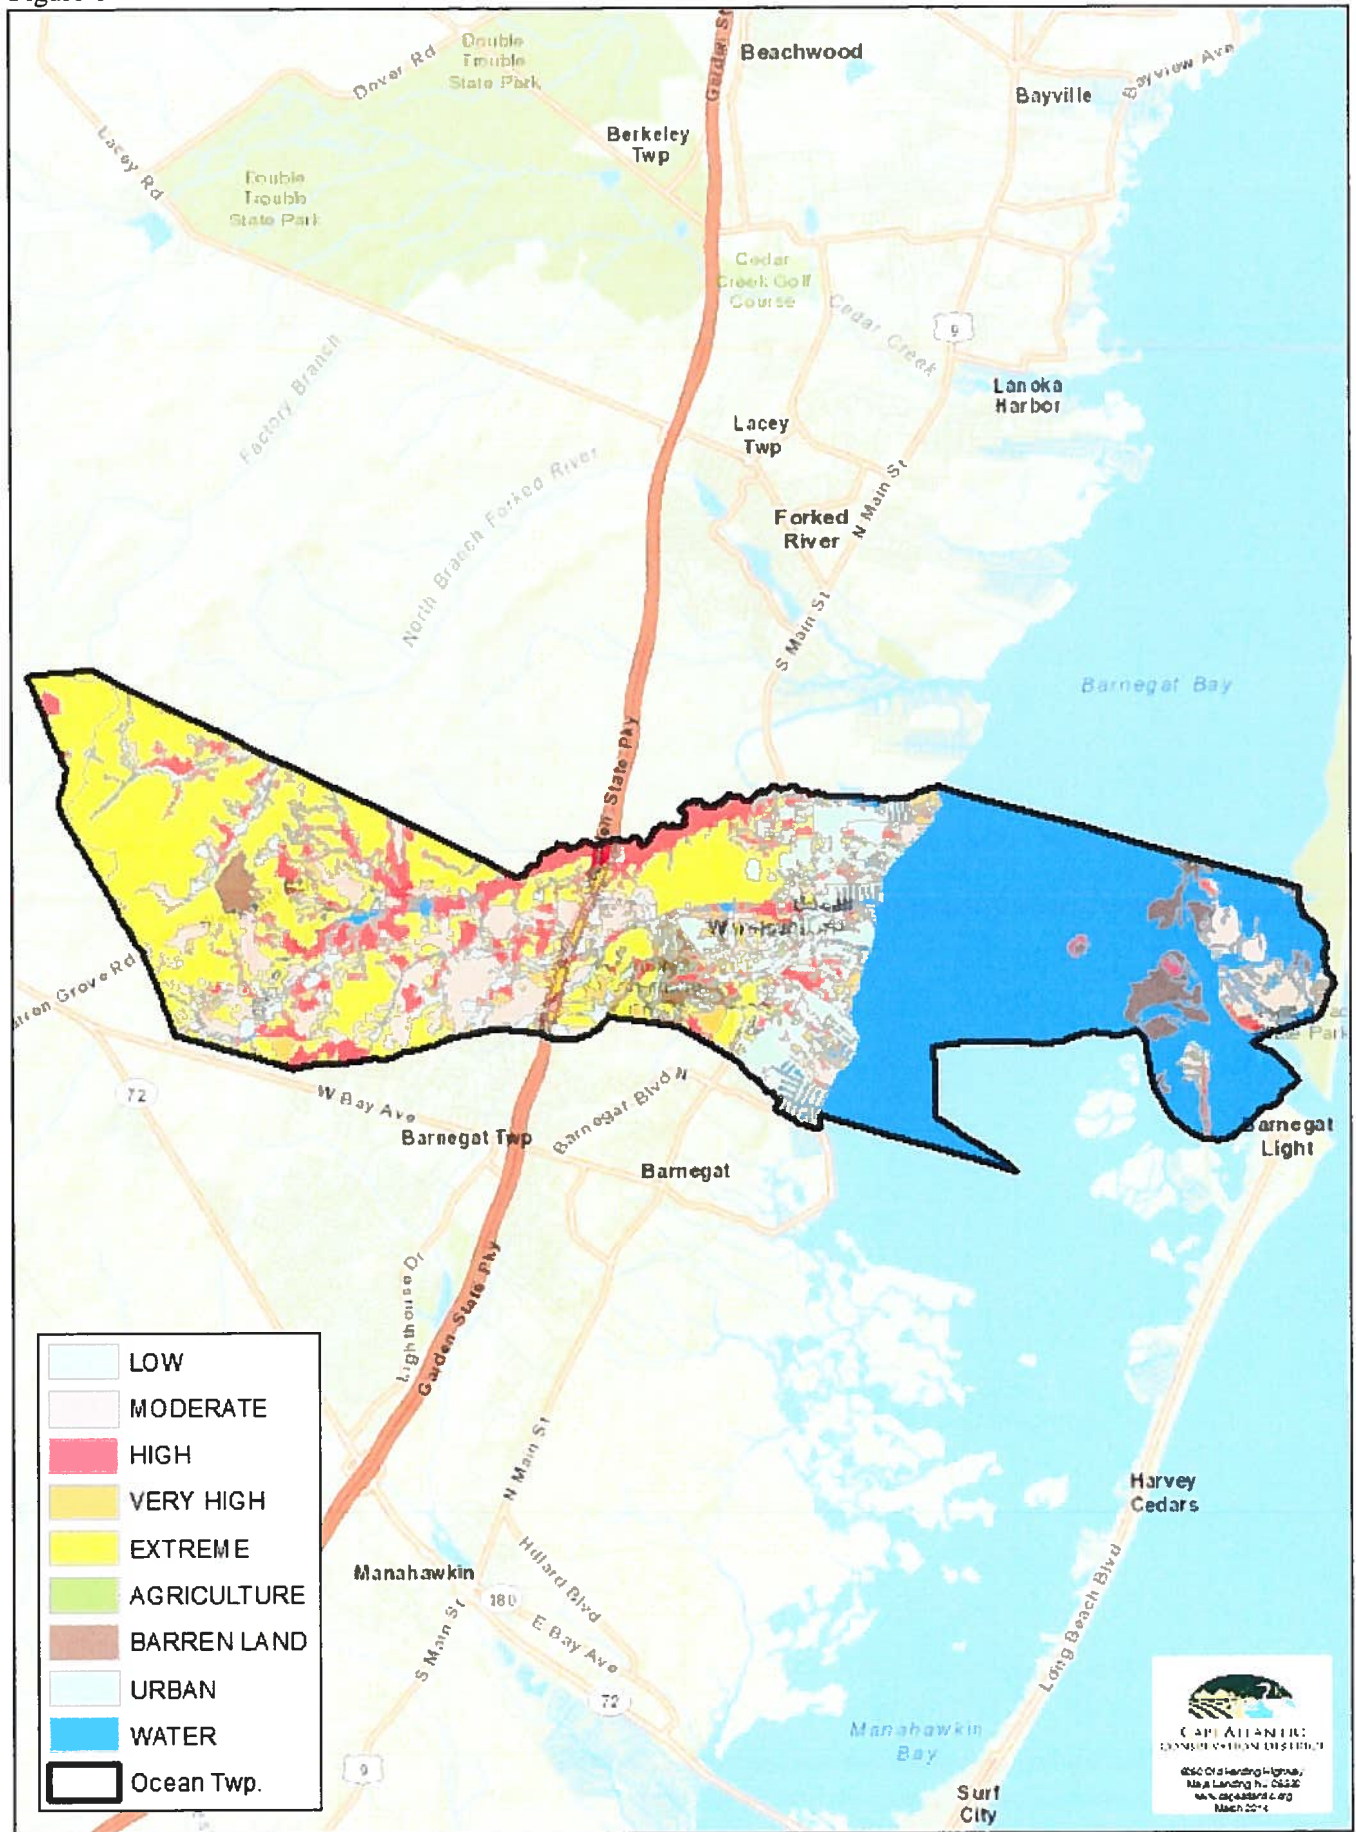 Beachwood
Bayville
Bayview Ave
Garden St
Dover Rd
Double
Trouble
State Park
Berkeley
Twp
Lacey Rd
Double
Trouble
State Park
Cedar
Creek Golf
Course
Cedar Creek
9
Factory Branch
Lanoka
Harbor
Lacey
Twp
North Branch Forked River
N Main St
Forked
River
S Main St
Barnegat Bay
State Pky
Grove Rd
72
W Bay Ave
Barnegat Twp
Barnegat Blvd N
Barnegat
Barnegat
Light
Lighthouse Dr
Garden State Pky
N Main St
Harvey
Cedars
Manahawkin
180
Hilliard Blvd
E Bay Ave
72
S Main St
9
Long Beach Blvd
Manahawkin
Bay
Surf
City
LOW
MODERATE
HIGH
VERY HIGH
EXTREME
AGRICULTURE
BARREN LAND
URBAN
WATER
Ocean Twp.
CAPE ATLANTIC
CONSERVATION DISTRICT